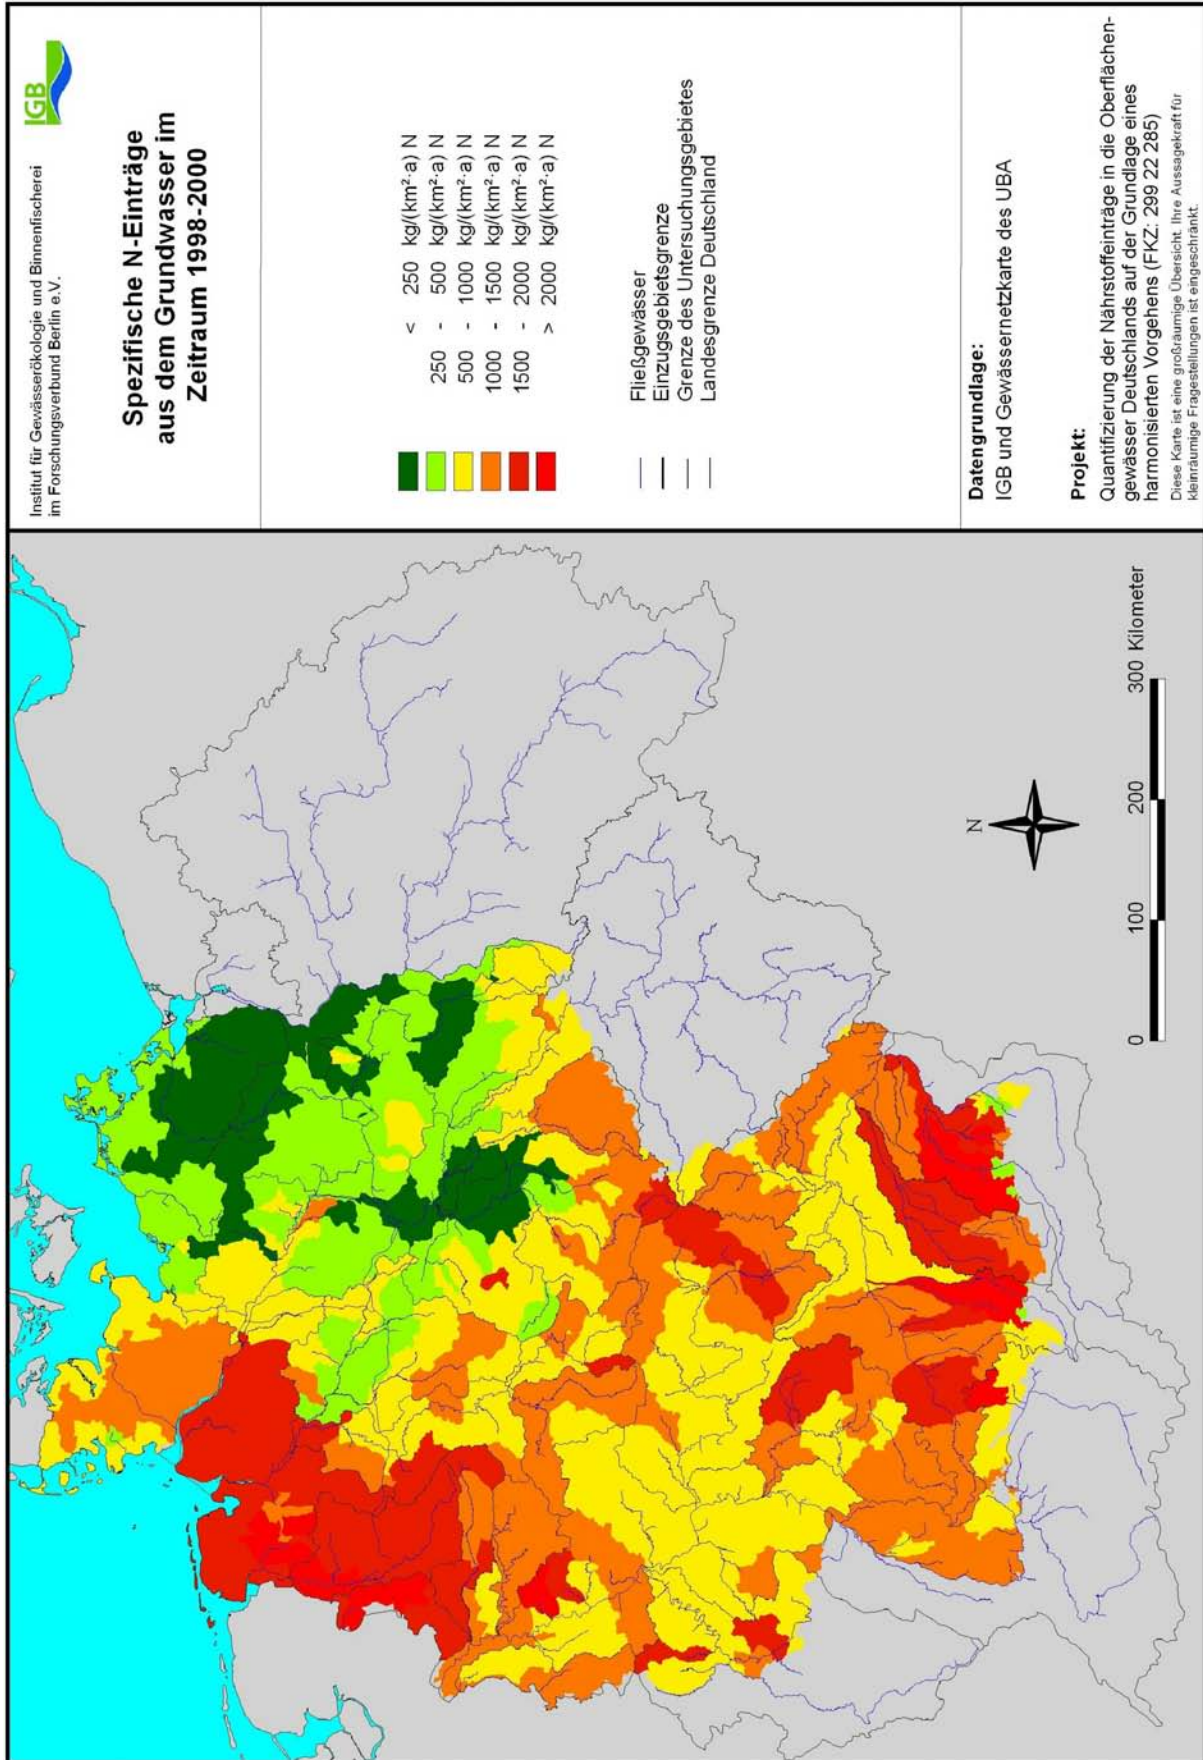 Institut für Gewässerökologie und Binnenfischerei
im Forschungsverbund Berlin e.V.
IGB
Spezifische N-Einträge
aus dem Grundwasser im
Zeitraum 1998-2000
< 250 kg/(km²·a) N
250 - 500 kg/(km²·a) N
500 - 1000 kg/(km²·a) N
1000 - 1500 kg/(km²·a) N
1500 - 2000 kg/(km²·a) N
> 2000 kg/(km²·a) N
Fließgewässer
Einzugsgebietsgrenze
Grenze des Untersuchungsgebietes
Landesgrenze Deutschland
Datengrundlage:
IGB und Gewässernetzkarte des UBA
Projekt:
Quantifizierung der Nährstoffeinträge in die Oberflächen-
gewässer Deutschlands auf der Grundlage eines
harmonisierten Vorgehens (FKZ: 299 22 285)
Diese Karte ist eine großräumige Übersicht. Ihre Aussagekraft für
kleinräumige Fragestellungen ist eingeschränkt.
N
0 100 200 300 Kilometer